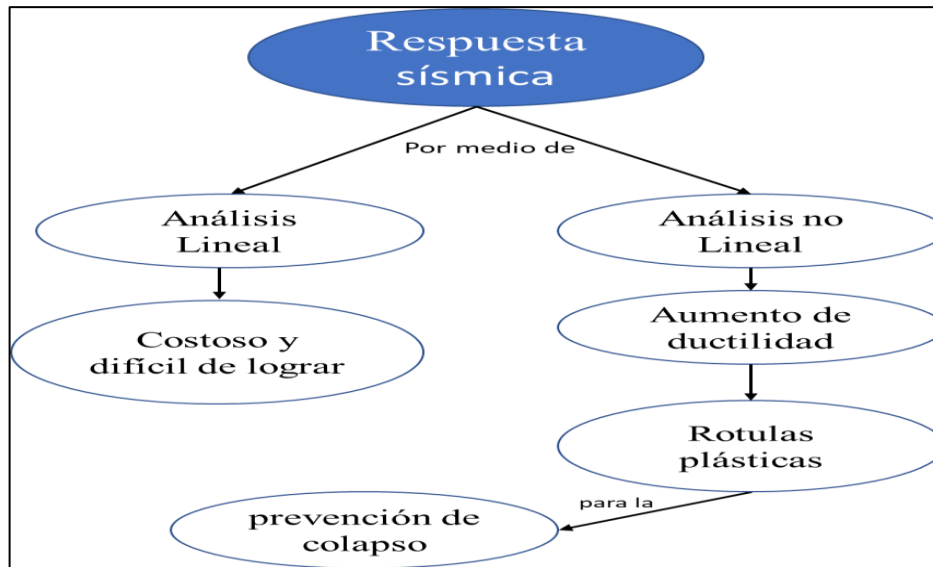 Respuesta
sísmica
Por medio de
Análisis
Lineal
Análisis no
Lineal
Costoso y
difícil de lograr
Aumento de
ductilidad
Rotulas
plásticas
para la
prevención de
colapso